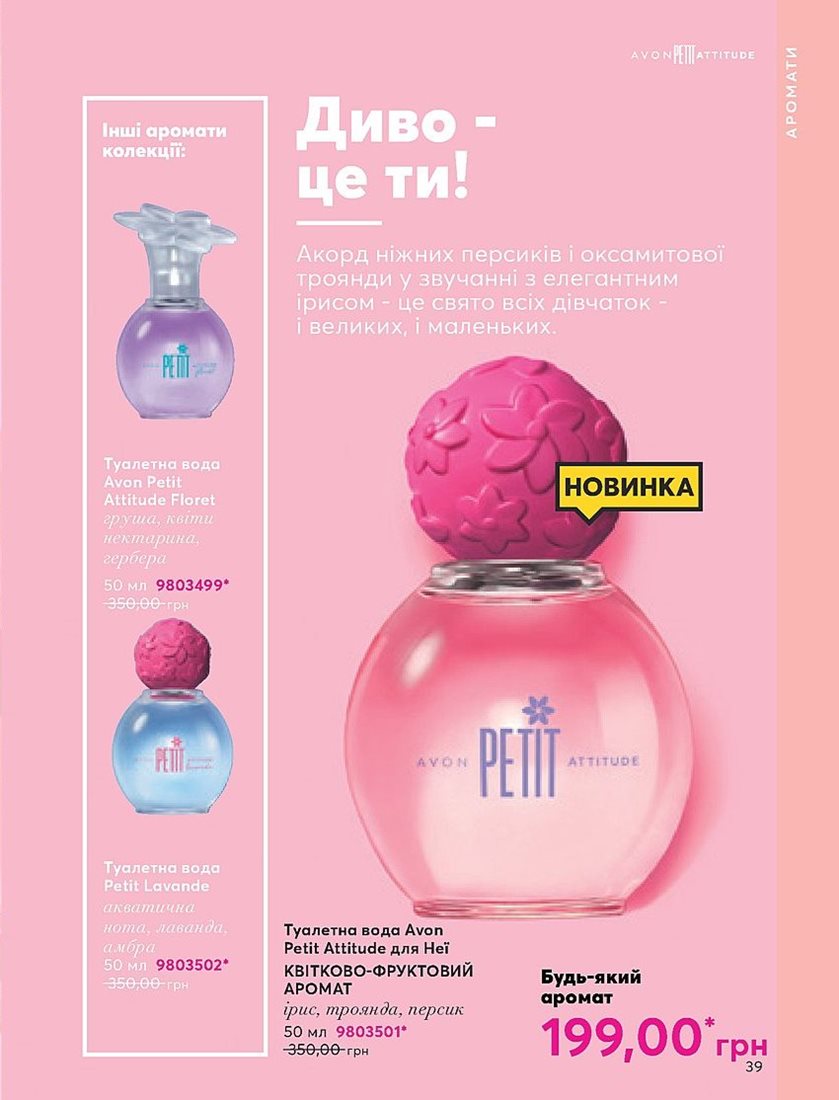 AVON PETIT ATTITUDE
АРОМАТИ
Інші аромати
колекції:
Диво -
це ти!
Акорд ніжних персиків і оксамитової
троянди у звучанні з елегантним
ірисом - це свято всіх дівчаток -
і великих, і маленьких.
AVON PETIT
Туалетна вода
Avon Petit
Attitude Floret
груша, квіти
нектарина,
гербера
50 мл 9803499*
350,00 грн
PETIT
Туалетна вода
Petit Lavande
акватична
нота, лаванда,
амбра
50 мл 9803502*
350,00 грн
НОВИНКА
AVON PETIT ATTITUDE
Туалетна вода Avon
Petit Attitude для Неї
КВІТКОВО-ФРУКТОВИЙ
АРОМАТ
ірис, троянда, персик
50 мл 9803501*
350,00 грн
Будь-який
аромат
199,00* грн
39